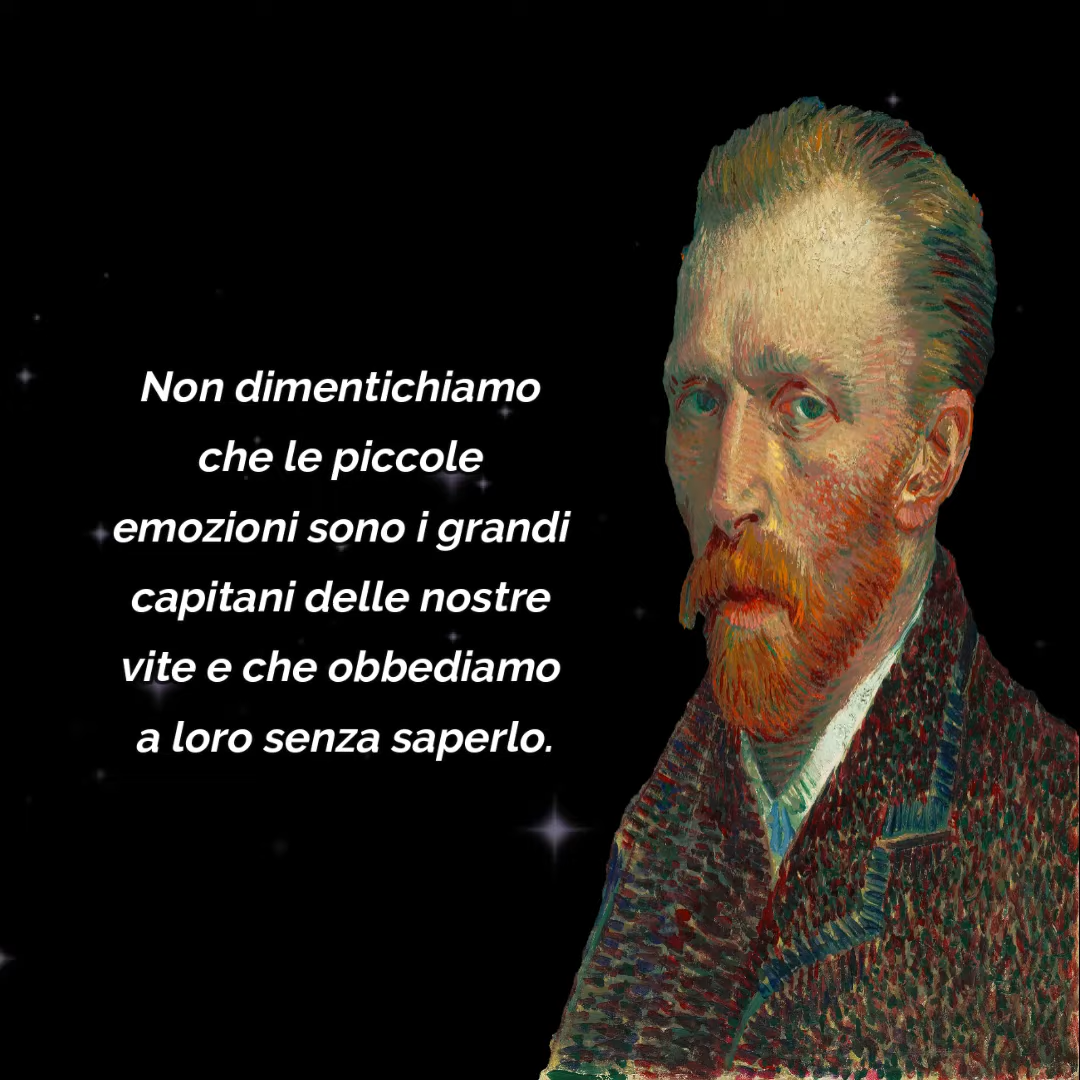 Non dimentichiamo
che le piccole
emozioni sono i grandi
capitani delle nostre
vite e che obbediamo
a loro senza saperlo.